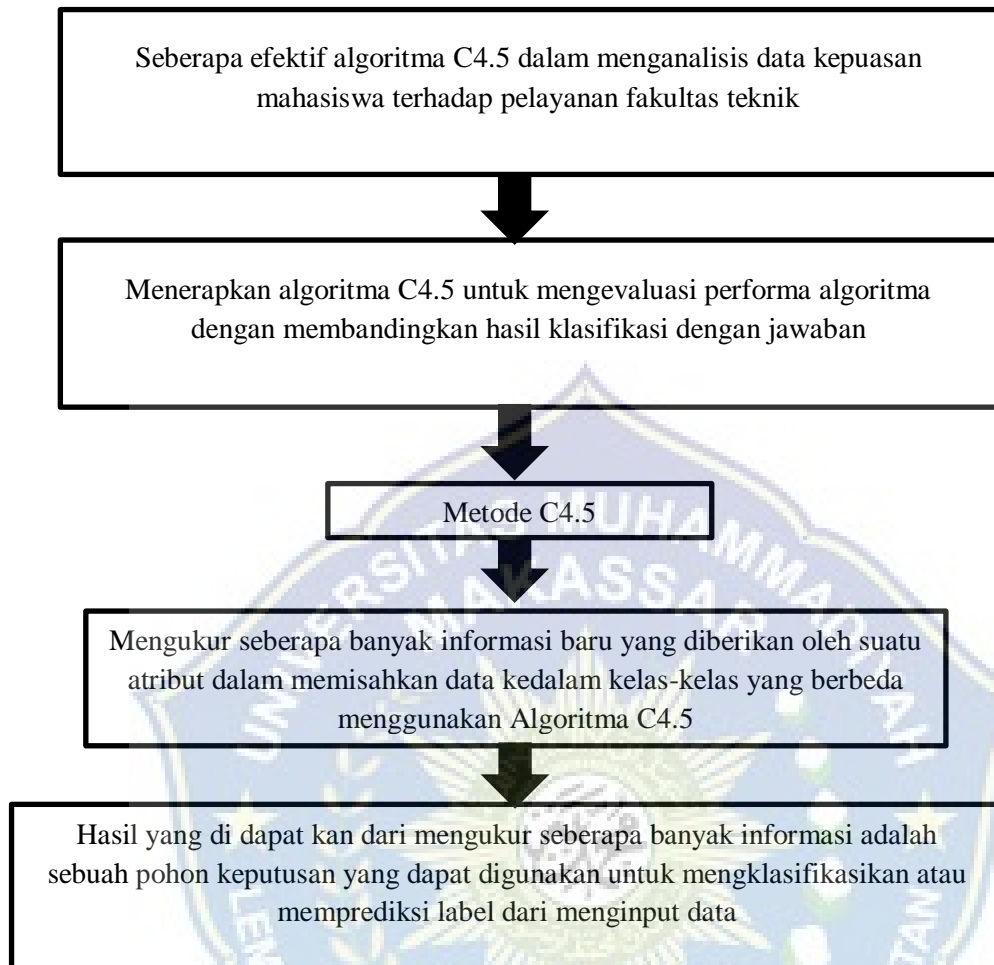 Seberapa efektif algoritma C4.5 dalam menganalisis data kepuasan
mahasiswa terhadap pelayanan fakultas teknik
Menerapkan algoritma C4.5 untuk mengevaluasi performa algoritma
dengan membandingkan hasil klasifikasi dengan jawaban
Metode C4.5
UNIVERSITAS MUHAMMADIYAH
MAKASSAR
Mengukur seberapa banyak informasi baru yang diberikan oleh suatu
atribut dalam memisahkan data kedalam kelas-kelas yang berbeda
menggunakan Algoritma C4.5
Hasil yang di dapat kan dari mengukur seberapa banyak informasi adalah
sebuah pohon keputusan yang dapat digunakan untuk mengklasifikasikan atau
memprediksi label dari menginput data